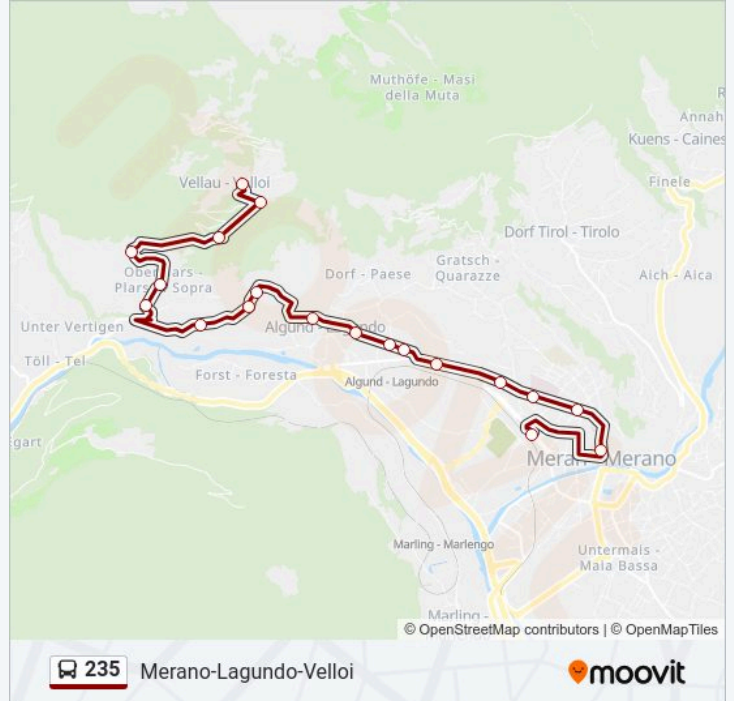 Muthöfe - Masi
della Muta
Annah
Kuens - Caines
Finele
Vellau - Velloi
Dorf Tirol - Tirolo
Gratsch -
Quarazze
Dorf - Paese
Aich - Aica
Oberplars -
Plars Sopra
Unter Vertigen
Algund - Lagundo
Töll - Tel
Forst - Foresta
Algund - Lagundo
gart
Meran - Merano
Marling - Marlengo
Untermais -
Maia Bassa
Marling -
© OpenStreetMap contributors | © OpenMapTiles
235 Merano-Lagundo-Velloi
moovit